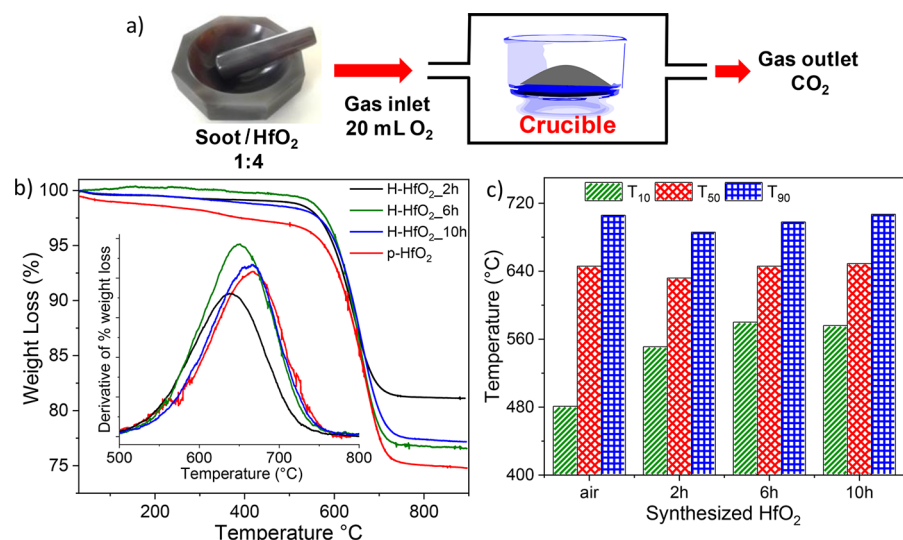 a)
Soot / HfO₂
1:4
Gas inlet
20 mL O₂
Crucible
Gas outlet
CO₂
b)
100
95
90
85
80
75
Weight Loss (%)
200
400
600
800
Temperature °C
H-HfO₂_2h
H-HfO₂_6h
H-HfO₂_10h
p-HfO₂
Derivative of % weight loss
500
600
700
800
Temperature (°C)
c)
T₁₀
T₅₀
T₉₀
720
640
560
480
400
Temperature (°C)
air
2h
6h
10h
Synthesized HfO₂